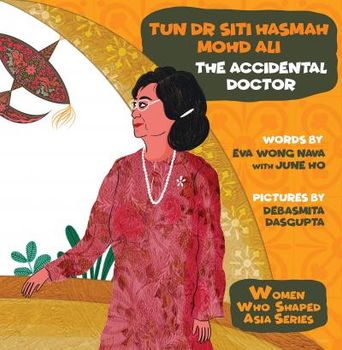 TUN DR SITI HASMAH
MOHD ALI
THE ACCIDENTAL
DOCTOR
WORDS BY
EVA WONG NAVA
WITH JUNE HO
PICTURES BY
DEBASMITA
DASGUPTA
WOMEN
WHO SHAPED
ASIA SERIES